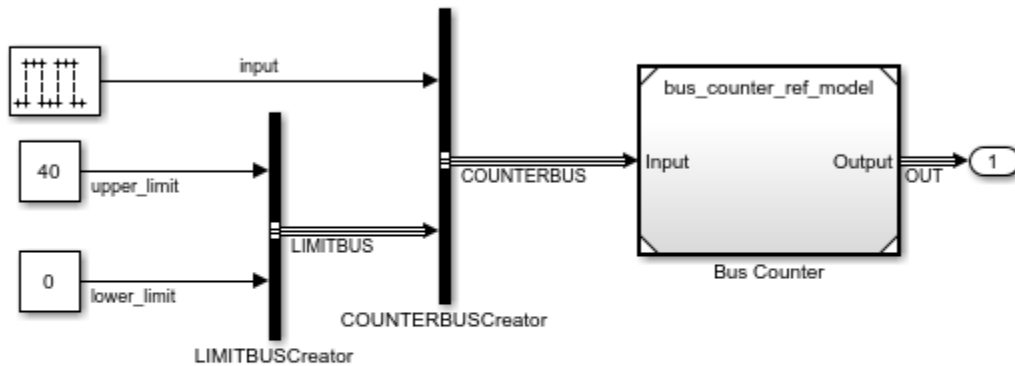 input
bus_counter_ref_model
40
upper_limit
Input
Output
1
COUNTERBUS
OUT
LIMITBUS
0
lower_limit
Bus Counter
COUNTERBUSCreator
LIMITBUSCreator